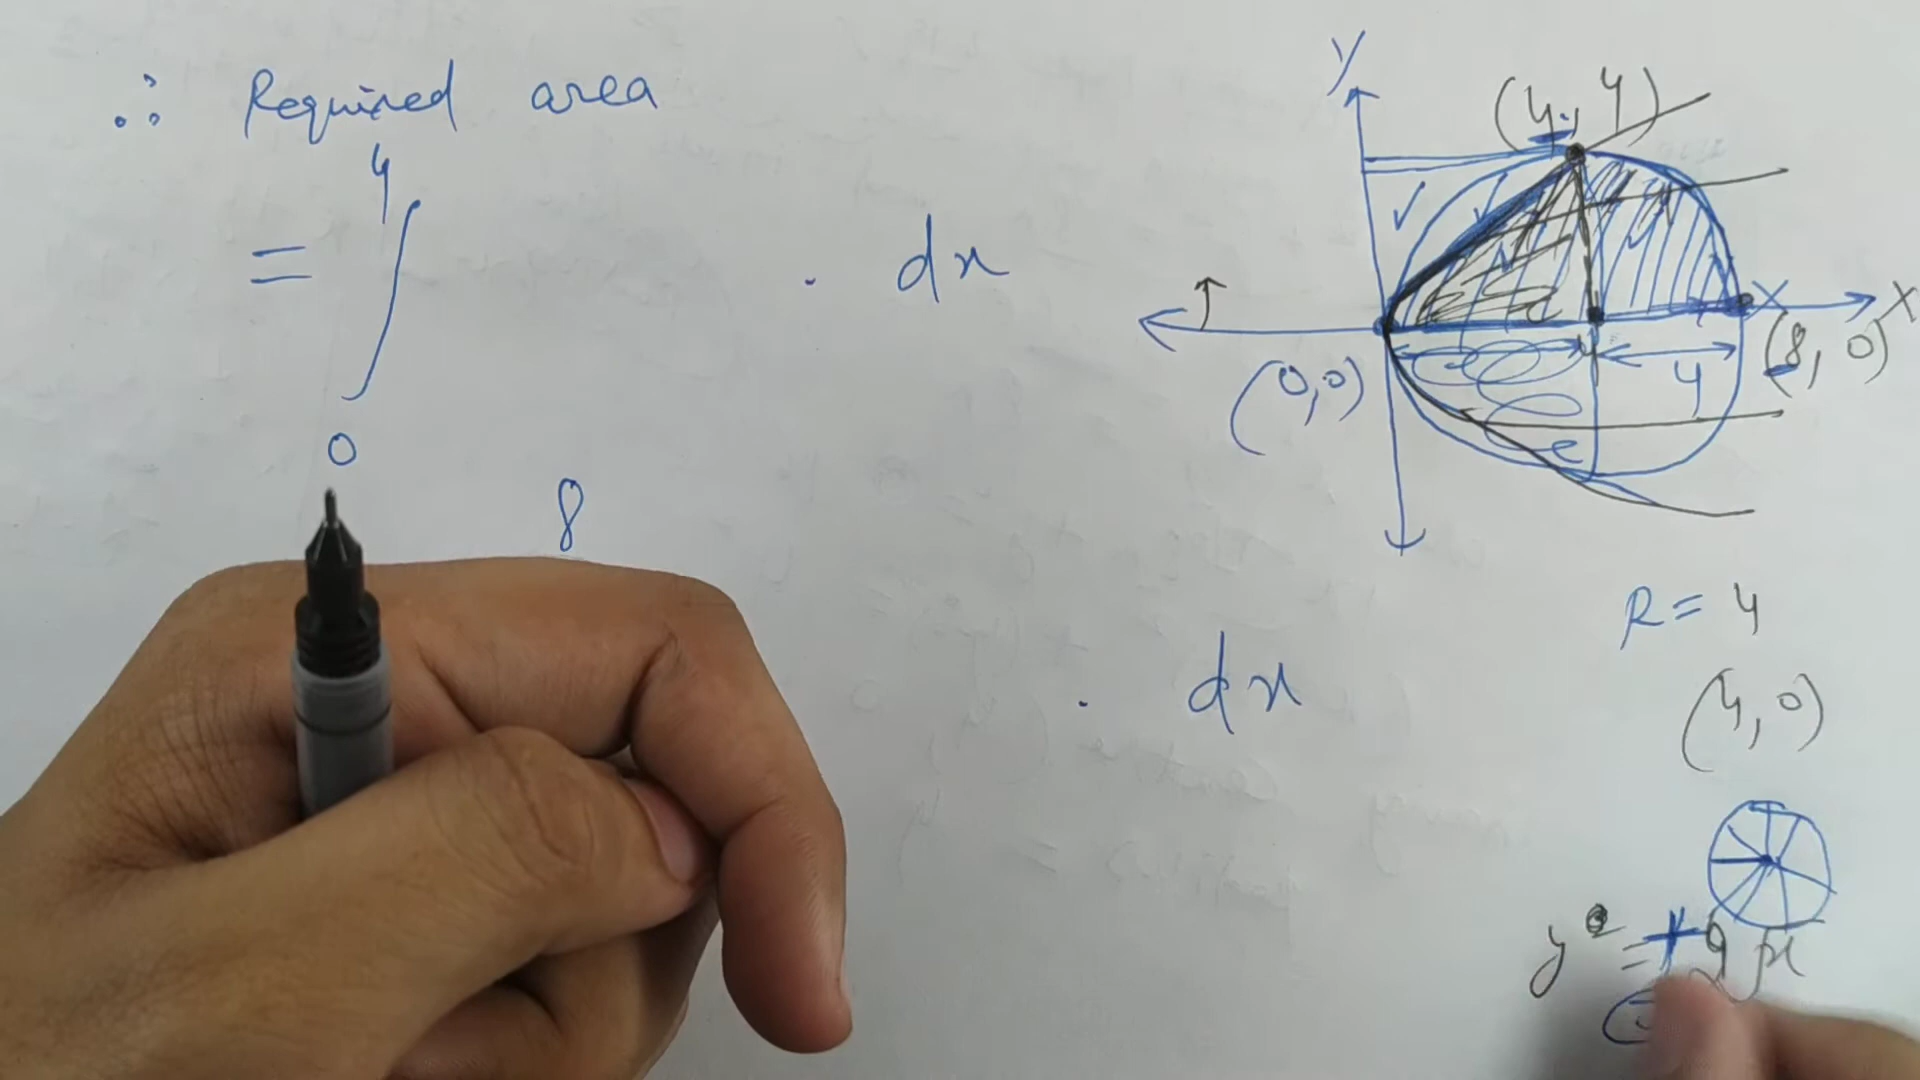 ∴ Required area
= ∫ . dx
4
0
8
. dx
Y
(4, 4)
X
(8, 0)
(0,0)
4
R = 4
(4, 0)
y = x